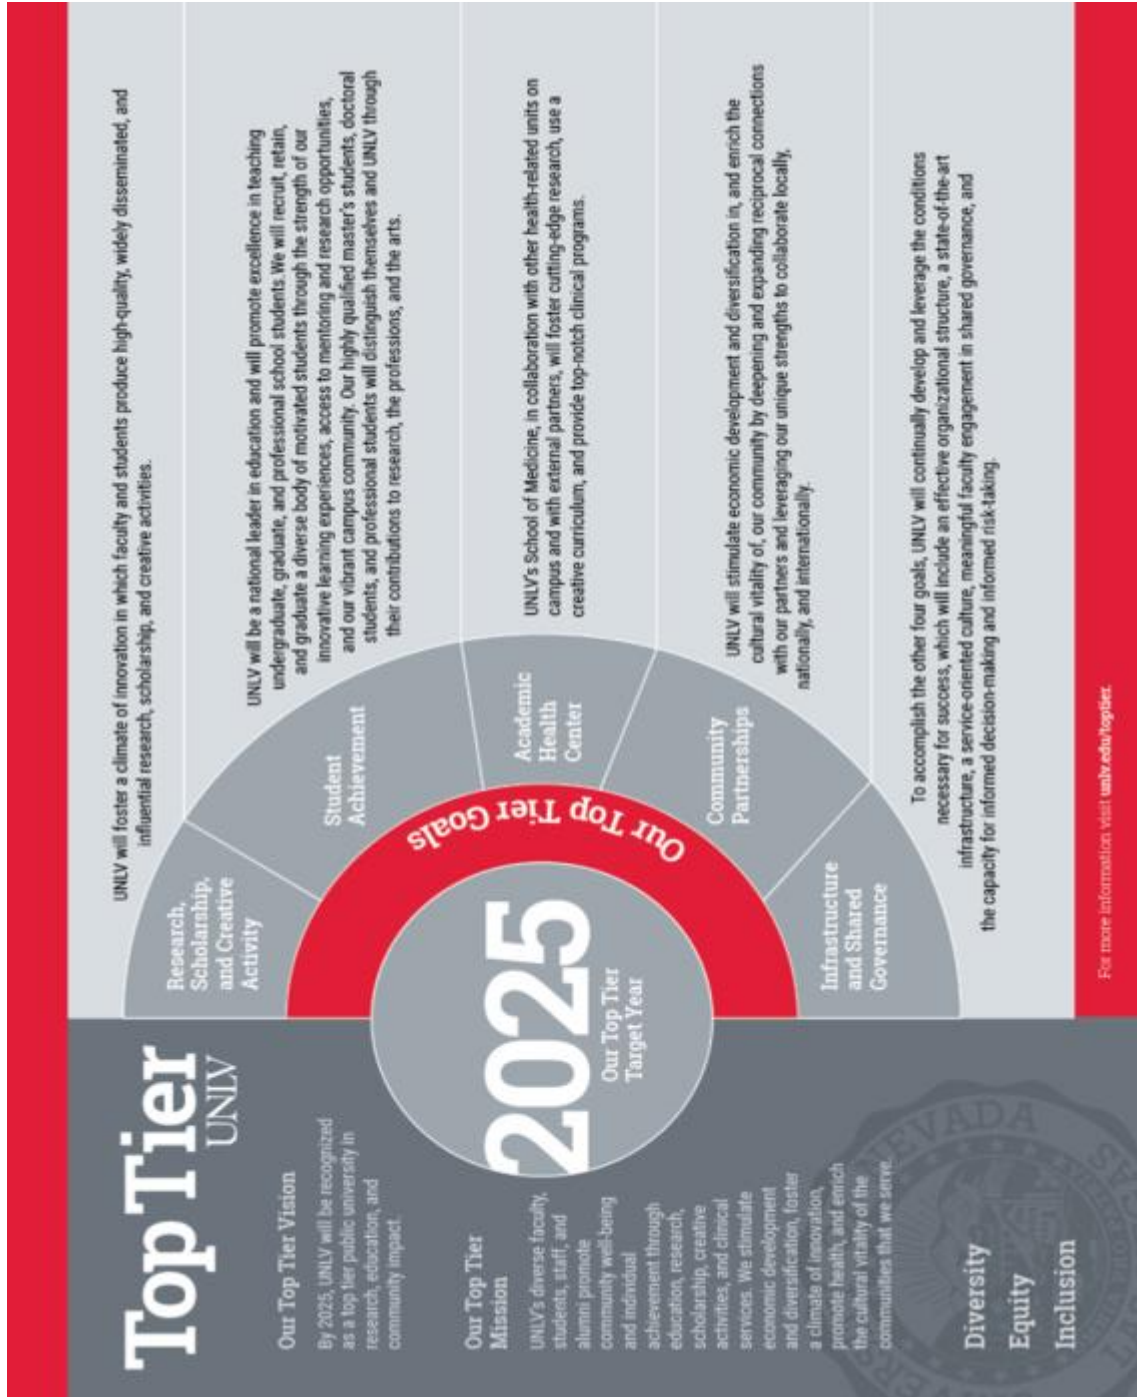 Top Tier
UNLV
Our Top Tier Vision
By 2025, UNLV will be recognized
as a top tier public university in
research, education, and
community impact.
Our Top Tier
Mission
UNLV's diverse faculty,
students, staff, and
alumni promote
community well-being
and individual
achievement through
education, research,
scholarship, creative
activities, and clinical
services. We stimulate
economic development
and diversification, foster
a climate of innovation,
promote health, and enrich
the cultural vitality of the
communities that we serve.
Diversity
Equity
Inclusion
NEVADA
2025
Our Top Tier
Target Year
Our Top Tier Goals
Research,
Scholarship,
and Creative
Activity
UNLV will foster a climate of innovation in which faculty and students produce high-quality, widely disseminated, and
influential research, scholarship, and creative activities.
Student
Achievement
UNLV will be a national leader in education and will promote excellence in teaching
undergraduate, graduate, and professional school students. We will recruit, retain,
and graduate a diverse body of motivated students through the strength of our
innovative learning experiences, access to mentoring and research opportunities,
and our vibrant campus community. Our highly qualified master's students, doctoral
students, and professional students will distinguish themselves and UNLV through
their contributions to research, the professions, and the arts.
Academic
Health
Center
UNLV's School of Medicine, in collaboration with other health-related units on
campus and with external partners, will foster cutting-edge research, use a
creative curriculum, and provide top-notch clinical programs.
Community
Partnerships
UNLV will stimulate economic development and diversification in, and enrich the
cultural vitality of, our community by deepening and expanding reciprocal connections
with our partners and leveraging our unique strengths to collaborate locally,
nationally, and internationally.
Infrastructure
and Shared
Governance
To accomplish the other four goals, UNLV will continually develop and leverage the conditions
necessary for success, which will include an effective organizational structure, a state-of-the-art
infrastructure, a service-oriented culture, meaningful faculty engagement in shared governance, and
the capacity for informed decision-making and informed risk-taking.
For more information visit unlv.edu/toptier.